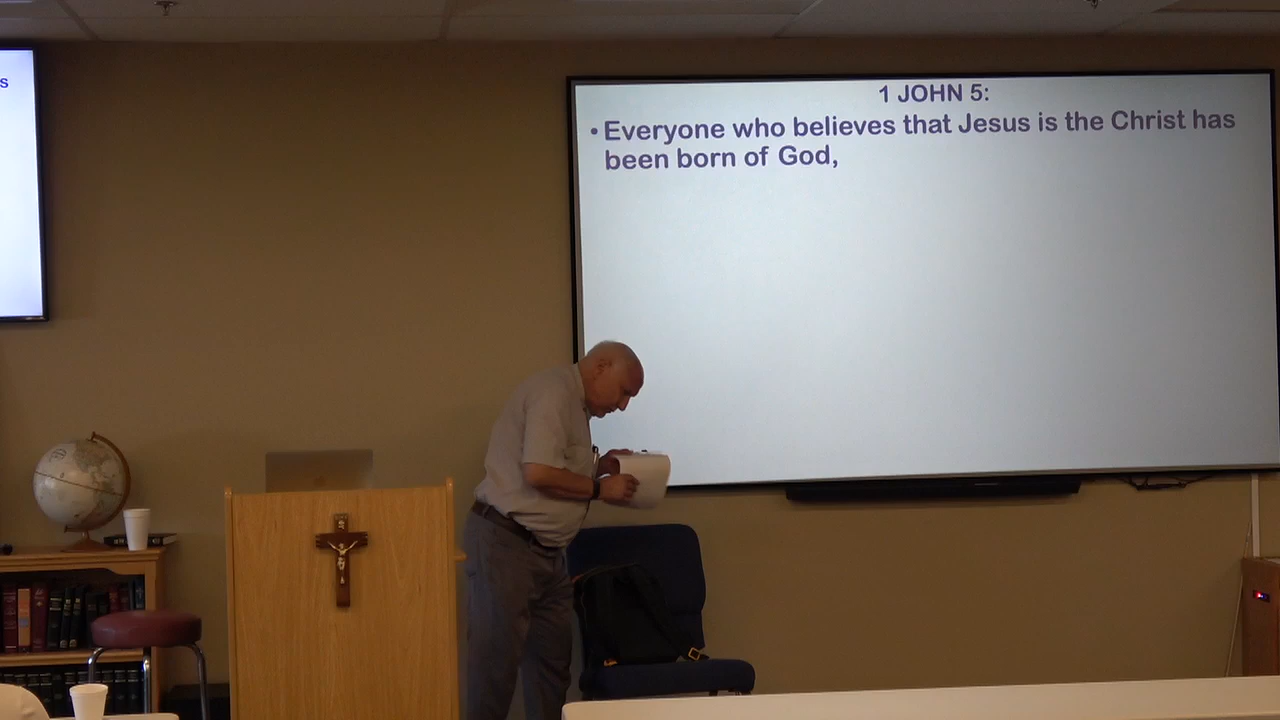 s
1 JOHN 5:
• Everyone who believes that Jesus is the Christ has
been born of God,